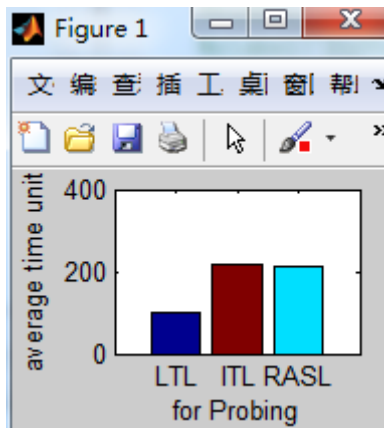 Figure 1
文 编 查 插 工 桌 窗 帮
average time unit
400
200
0
LTL ITL RASL
for Probing